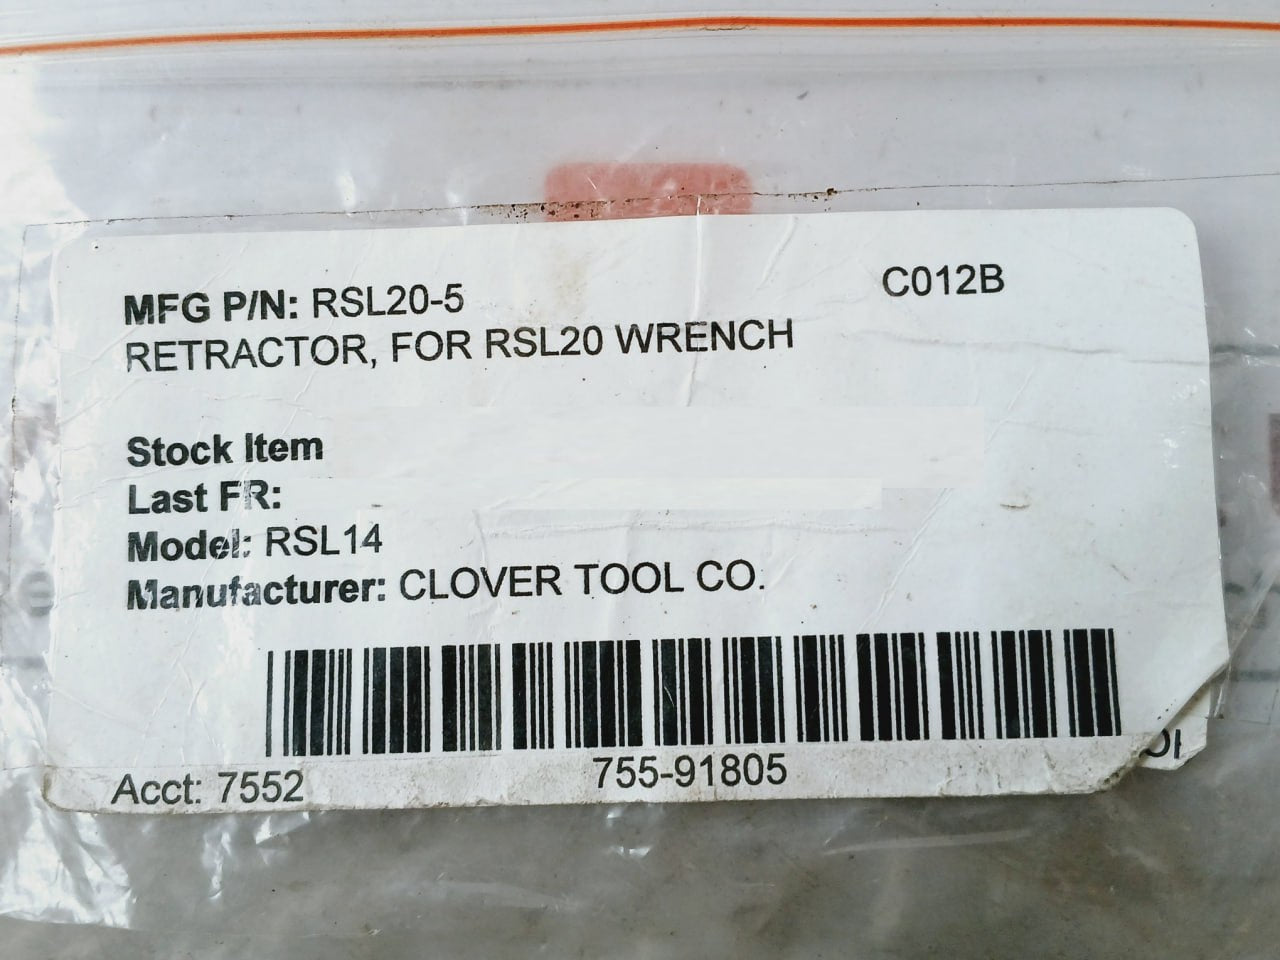 MFG P/N: RSL20-5
C012B
RETRACTOR, FOR RSL20 WRENCH
Stock Item
Last FR:
Model: RSL14
Manufacturer: CLOVER TOOL CO.
Acct: 7552
755-91805